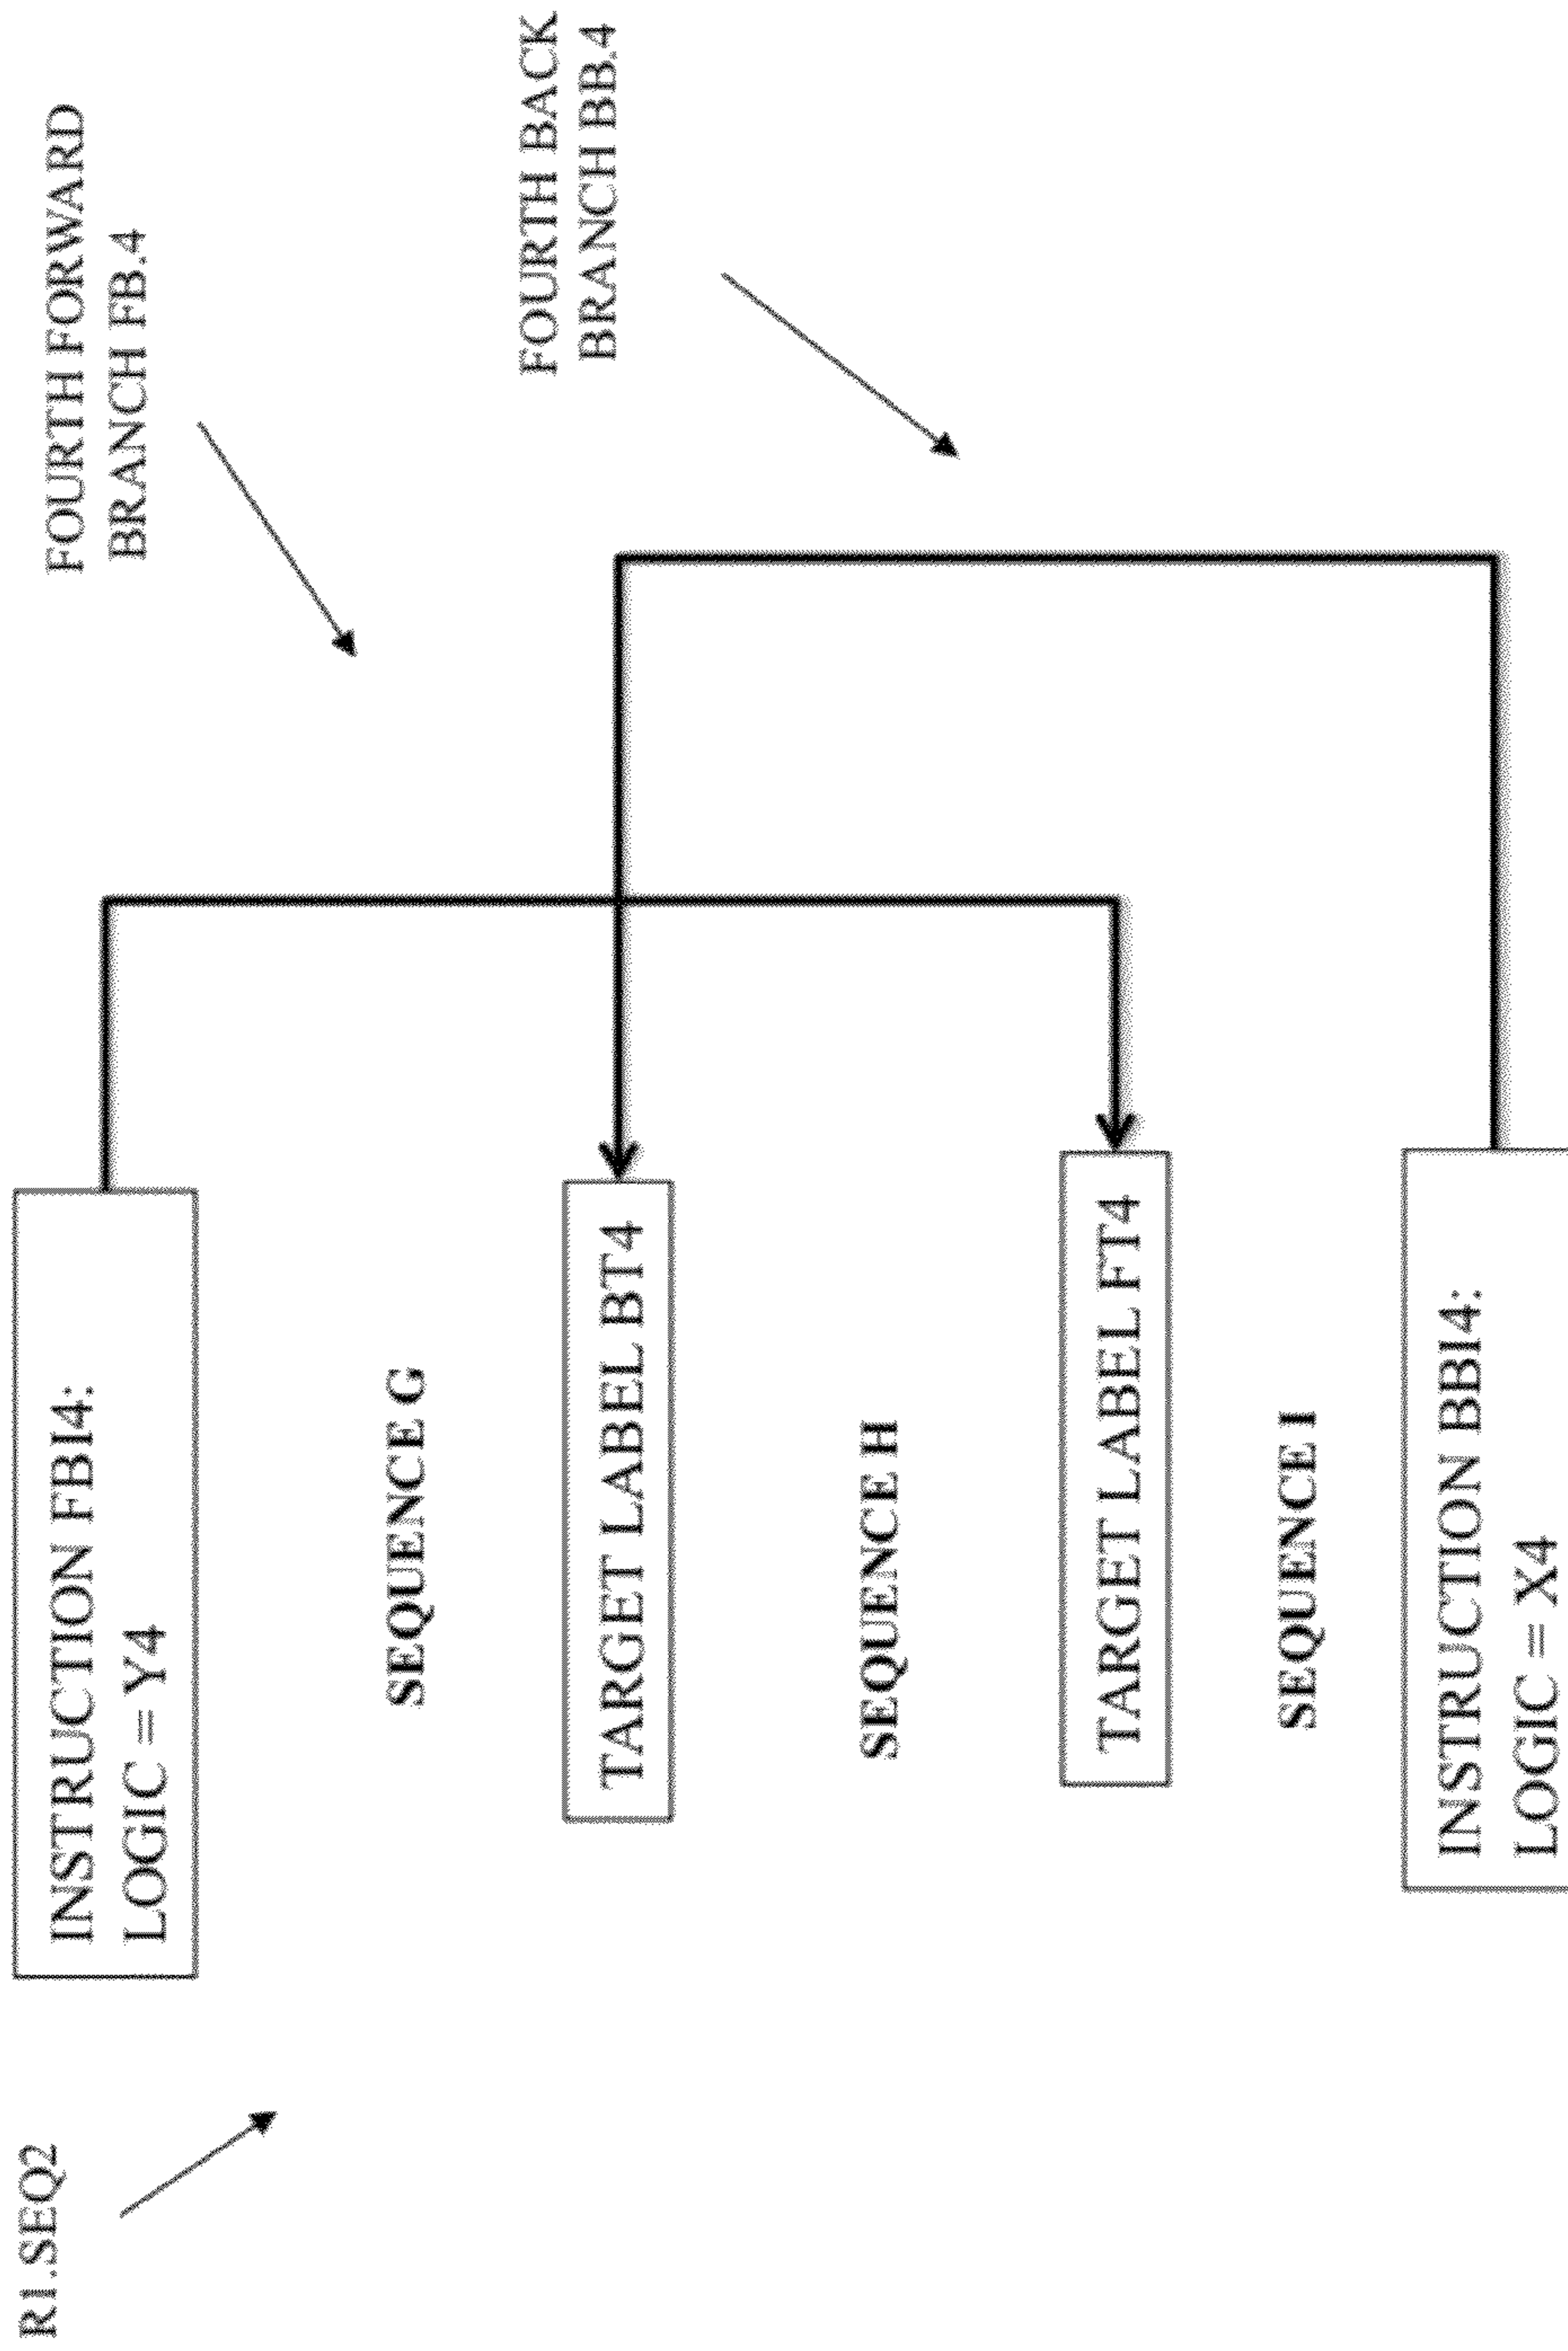 R1.SEQ2
INSTRUCTION FBI4:
LOGIC = Y4
FOURTH FORWARD
BRANCH FB.4
SEQUENCE G
TARGET LABEL BT4
FOURTH BACK
BRANCH BB.4
SEQUENCE H
TARGET LABEL FT4
SEQUENCE I
INSTRUCTION BBI4:
LOGIC = X4